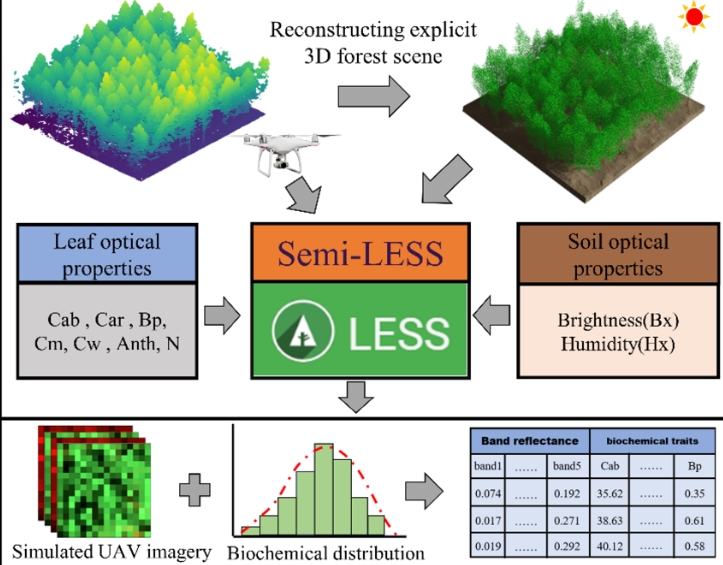 Reconstructing explicit
3D forest scene
Leaf optical
properties
Cab , Car , Bp,
Cm, Cw , Anth, N
Semi-LESS
LESS
Soil optical
properties
Brightness(Bx)
Humidity(Hx)
Simulated UAV imagery
Biochemical distribution
Band reflectance biochemical traits
band1 …… band5 Cab …… Bp
0.074 …… 0.192 35.62 …… 0.35
0.017 …… 0.271 38.63 …… 0.61
0.019 …… 0.292 40.12 …… 0.58